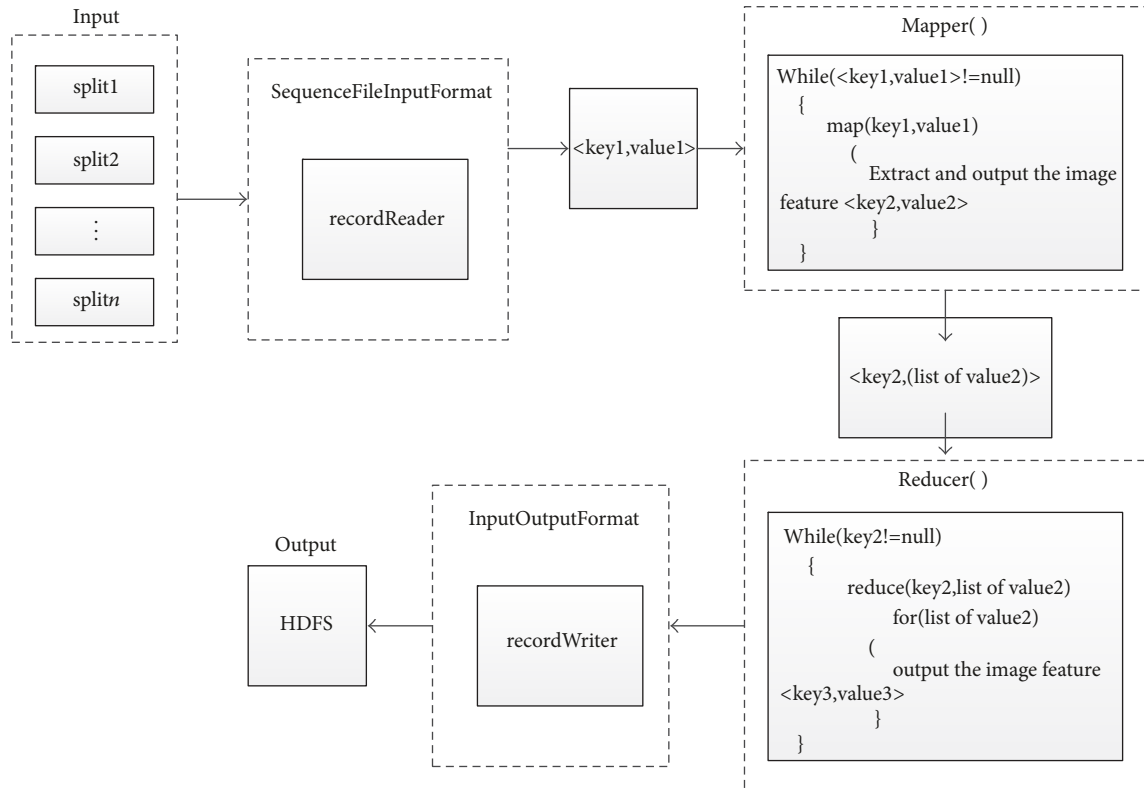 Input
split1
split2
⋮
splitn
SequenceFileInputFormat
recordReader
<key1,value1>
Mapper( )
While(<key1,value1>!=null)
{
map(key1,value1)
(
Extract and output the image
feature <key2,value2>
}
}
<key2,(list of value2)>
Reducer( )
While(key2!=null)
{
reduce(key2,list of value2)
for(list of value2)
(
output the image feature
<key3,value3>
}
}
InputOutputFormat
recordWriter
Output
HDFS